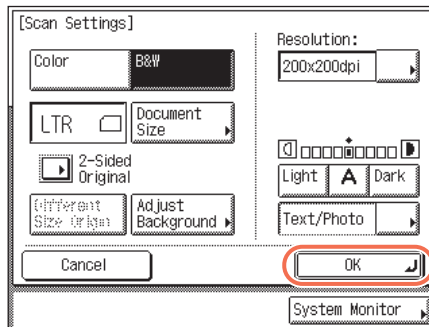 [Scan Settings]
Resolution:
Color
B&W
200x200dpi
LTR
Document
Size
2-Sided
Original
Light
A
Dark
Different
Size Origin
Adjust
Background
Text/Photo
Cancel
OK
System Monitor